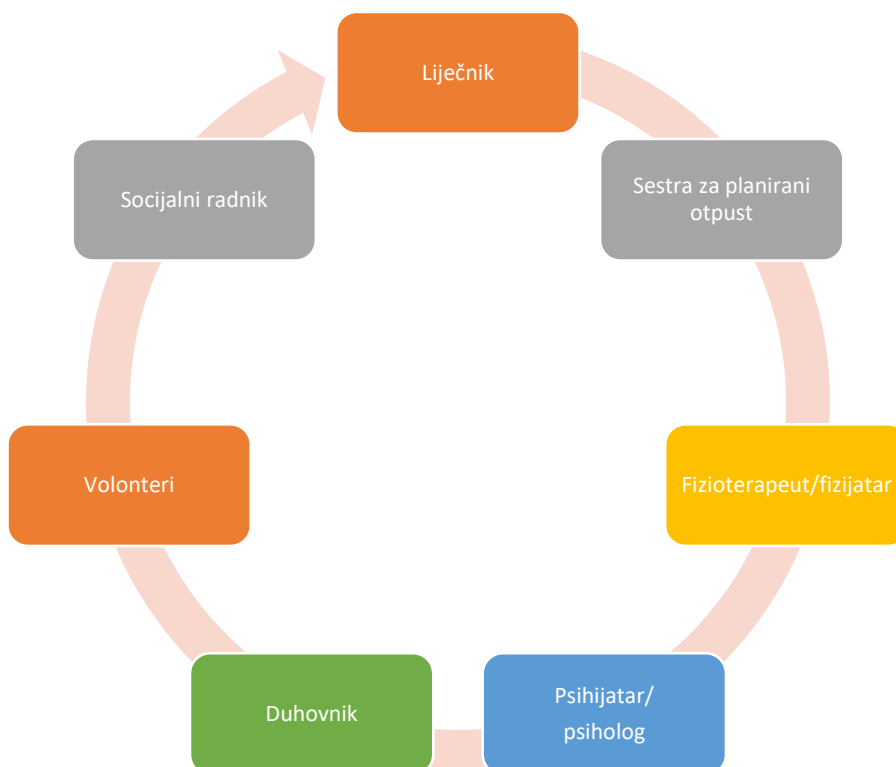 Liječnik
Sestra za planirani
otpust
Fizioterapeut/fizijatar
Psihijatar/
psiholog
Duhovnik
Volonteri
Socijalni radnik